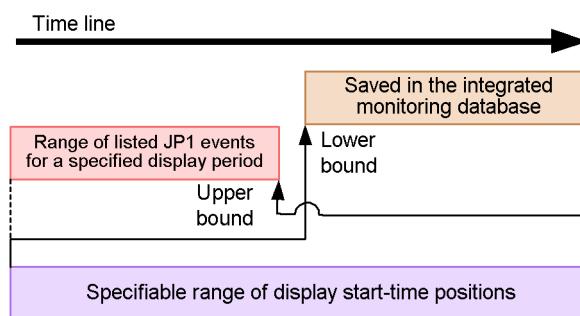 Time line
Saved in the integrated
monitoring database
Range of listed JP1 events
for a specified display period
Lower
bound
Upper
bound
Specifiable range of display start-time positions